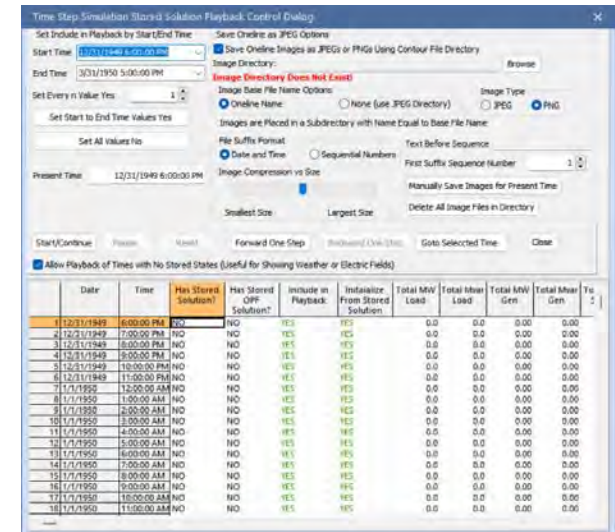 Time Step Simulation Stored Solution Playback Control Dialog
Set Include in Playback by Start/End Time
Save Oneline as JPEG Options
Start Time 12/31/1949 6:00:00 PM
Save Oneline Images as JPEGs or PNGs Using Contour File Directory
Image Directory:
Browse
End Time 3/31/1950 5:00:00 PM
Image Directory Does Not Exist!
Set Every n Value Yes 1
Image Base File Name Options
Oneline Name
None (use JPEG Directory)
Image Type
JPEG
PNG
Set Start to End Time Values Yes
Images are Placed in a Subdirectory with Name Equal to Base File Name
Set All Values No
File Suffix Format
Date and Time
Sequential Numbers
Text Before Sequence
First Suffix Sequence Number 1
Present Time 12/31/1949 6:00:00 PM
Image Compression vs Size
Manually Save Images for Present Time
Smallest Size
Largest Size
Delete All Image Files in Directory
Start/Continue Pause Reset Forward One Step Backward One Step Goto Selected Time Close
Allow Playback of Times with No Stored States (Useful for Showing Weather or Electric Fields)
Date Time Has Stored Solution? Has Stored OPF Solution? Include in Playback Initialize From Stored Solution Total MW Load Total Mvar Load Total MW Gen Total Mvar Gen
1 12/31/1949 6:00:00 PM NO NO YES YES 0.0 0.0 0.00 0.00
2 12/31/1949 7:00:00 PM NO NO YES YES 0.0 0.0 0.00 0.00
3 12/31/1949 8:00:00 PM NO NO YES YES 0.0 0.0 0.00 0.00
4 12/31/1949 9:00:00 PM NO NO YES YES 0.0 0.0 0.00 0.00
5 12/31/1949 10:00:00 PM NO NO YES YES 0.0 0.0 0.00 0.00
6 12/31/1949 11:00:00 PM NO NO YES YES 0.0 0.0 0.00 0.00
7 1/1/1950 12:00:00 AM NO NO YES YES 0.0 0.0 0.00 0.00
8 1/1/1950 1:00:00 AM NO NO YES YES 0.0 0.0 0.00 0.00
9 1/1/1950 2:00:00 AM NO NO YES YES 0.0 0.0 0.00 0.00
10 1/1/1950 3:00:00 AM NO NO YES YES 0.0 0.0 0.00 0.00
11 1/1/1950 4:00:00 AM NO NO YES YES 0.0 0.0 0.00 0.00
12 1/1/1950 5:00:00 AM NO NO YES YES 0.0 0.0 0.00 0.00
13 1/1/1950 6:00:00 AM NO NO YES YES 0.0 0.0 0.00 0.00
14 1/1/1950 7:00:00 AM NO NO YES YES 0.0 0.0 0.00 0.00
15 1/1/1950 8:00:00 AM NO NO YES YES 0.0 0.0 0.00 0.00
16 1/1/1950 9:00:00 AM NO NO YES YES 0.0 0.0 0.00 0.00
17 1/1/1950 10:00:00 AM NO NO YES YES 0.0 0.0 0.00 0.00
18 1/1/1950 11:00:00 AM NO NO YES YES 0.0 0.0 0.00 0.00